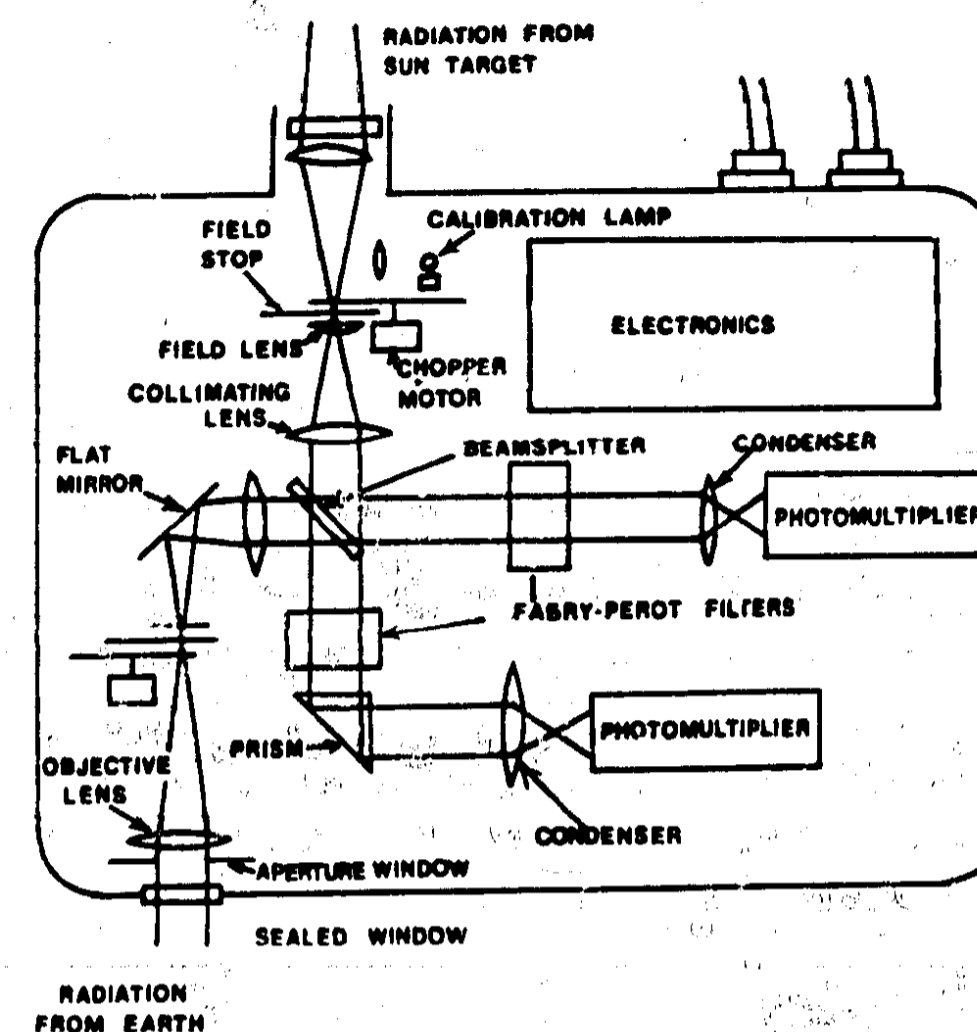 RADIATION FROM
SUN TARGET
CALIBRATION LAMP
FIELD
STOP
ELECTRONICS
FIELD LENS
CHOPPER
MOTOR
COLLIMATING
LENS
BEAMSPLITTER
CONDENSER
FLAT
MIRROR
PHOTOMULTIPLIER
FABRY-PEROT FILTERS
PRISM
PHOTOMULTIPLIER
OBJECTIVE
LENS
CONDENSER
APERTURE WINDOW
SEALED WINDOW
RADIATION
FROM EARTH